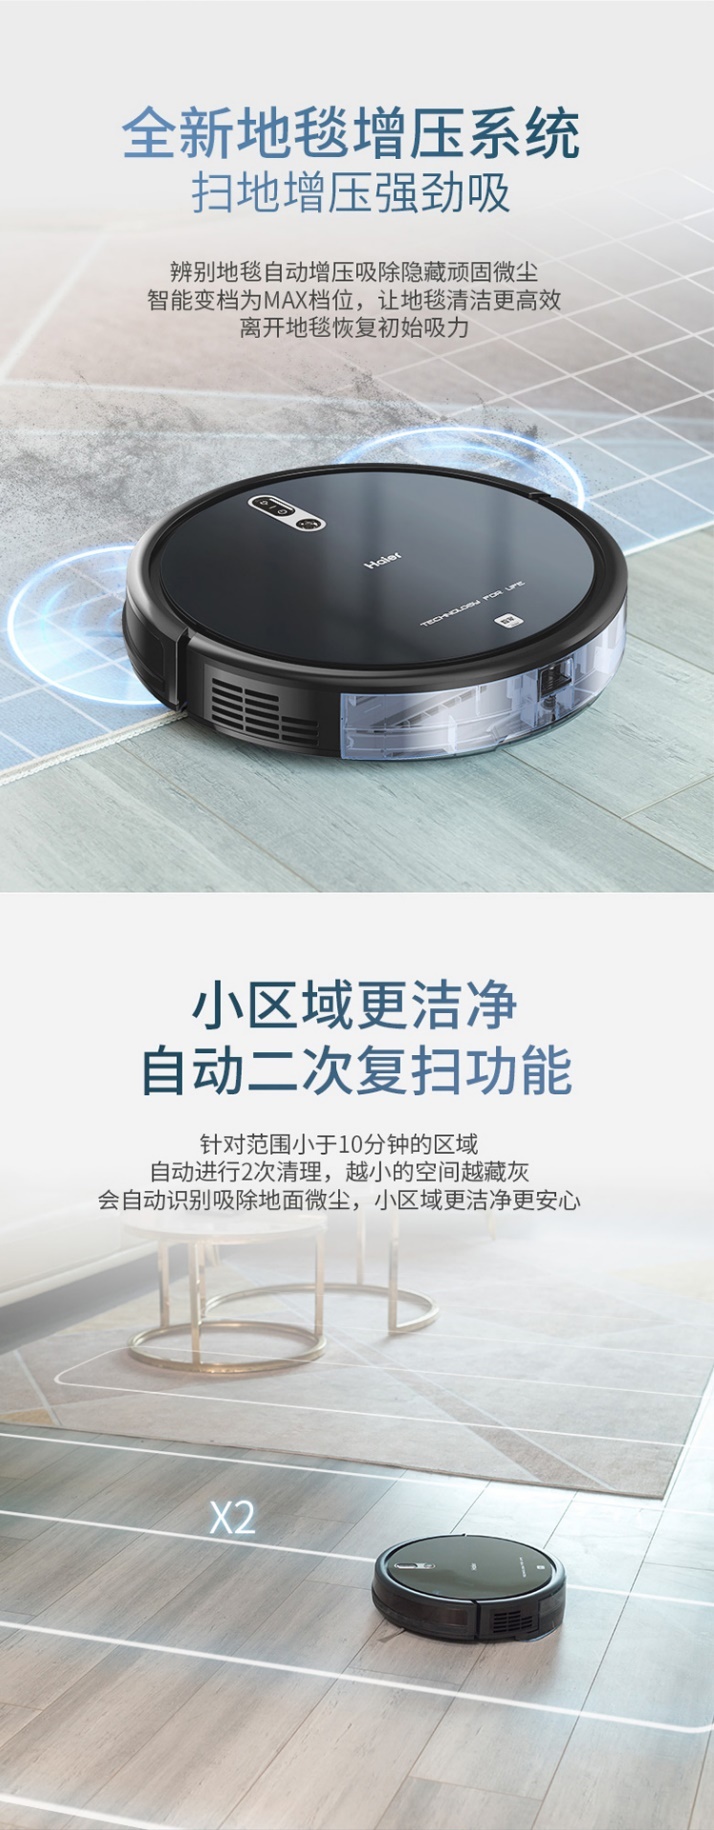 全新地毯增压系统
扫地增压强劲吸
辨别地毯自动增压吸除隐藏顽固微尘
智能变档为MAX档位，让地毯清洁更高效
离开地毯恢复初始吸力
Haier
TECHNOLOGY FOR LIFE
小区域更洁净
自动二次复扫功能
针对范围小于10分钟的区域
自动进行2次清理，越小的空间越藏灰
会自动识别吸除地面微尘，小区域更洁净更安心
X2
Haier